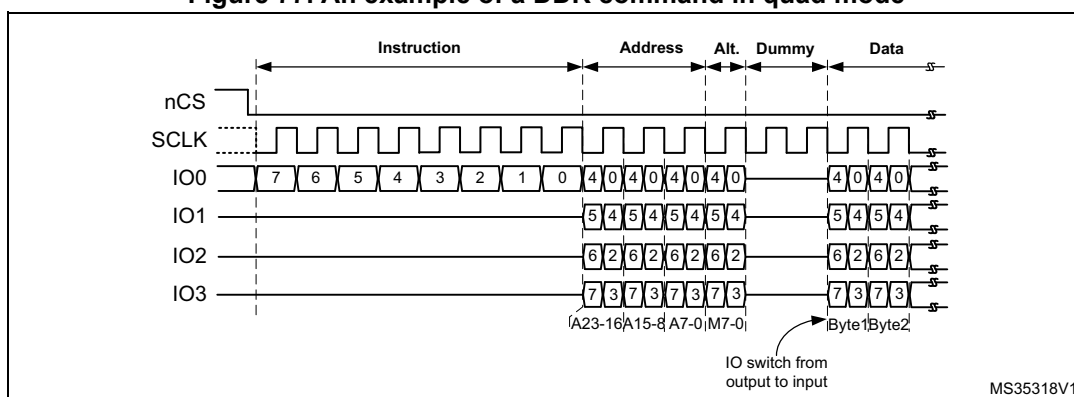 Figure 77. An example of a DDR command in quad mode
Instruction Address Alt. Dummy Data
nCS
SCLK
IO0 7 6 5 4 3 2 1 0 4 0 4 0 4 0 4 0 4 0 4 0
IO1 5 4 5 4 5 4 5 4 5 4 5 4
IO2 6 2 6 2 6 2 6 2 6 2 6 2
IO3 7 3 7 3 7 3 7 3 7 3 7 3
A23-16 A15-8 A7-0 M7-0 Byte1 Byte2
IO switch from
output to input
MS35318V1